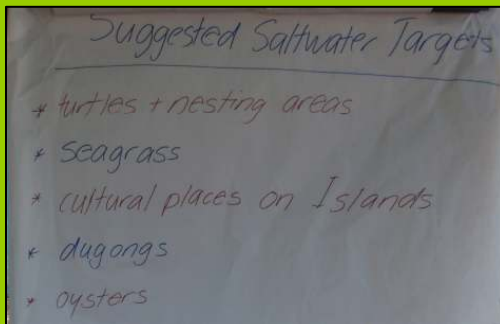 Suggested Saltwater Targets
* turtles + nesting areas
* seagrass
* cultural places on Islands
* dugongs
* oysters